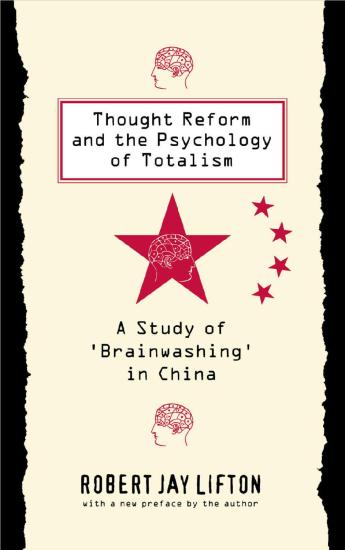 Thought Reform
and the Psychology
of Totalism
A Study of
'Brainwashing'
in China
ROBERT JAY LIFTON
with a new preface by the author